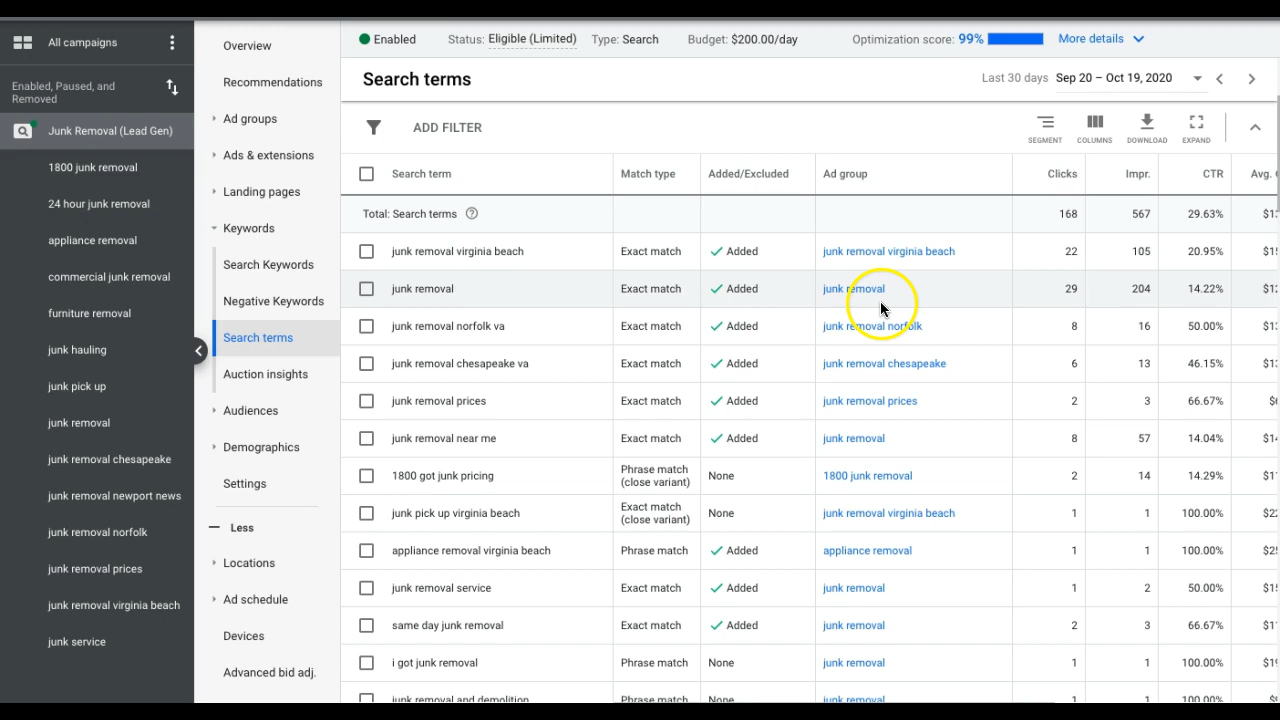 All campaigns
Enabled, Paused, and
Removed
Junk Removal (Lead Gen)
1800 junk removal
24 hour junk removal
appliance removal
commercial junk removal
furniture removal
junk hauling
junk pick up
junk removal
junk removal chesapeake
junk removal newport news
junk removal norfolk
junk removal prices
junk removal virginia beach
junk service
Overview
Recommendations
Ad groups
Ads & extensions
Landing pages
Keywords
Search Keywords
Negative Keywords
Search terms
Auction insights
Audiences
Demographics
Settings
Less
Locations
Ad schedule
Devices
Advanced bid adj.
Enabled Status: Eligible (Limited) Type: Search Budget: $200.00/day Optimization score: 99% More details
Search terms Last 30 days Sep 20 – Oct 19, 2020
ADD FILTER SEGMENT COLUMNS DOWNLOAD EXPAND
Search term Match type Added/Excluded Ad group Clicks Impr. CTR Avg.
Total: Search terms 168 567 29.63%
junk removal virginia beach Exact match Added junk removal virginia beach 22 105 20.95%
junk removal Exact match Added junk removal 29 204 14.22%
junk removal norfolk va Exact match Added junk removal norfolk 8 16 50.00%
junk removal chesapeake va Exact match Added junk removal chesapeake 6 13 46.15%
junk removal prices Exact match Added junk removal prices 2 3 66.67%
junk removal near me Exact match Added junk removal 8 57 14.04%
1800 got junk pricing Phrase match (close variant) None 1800 junk removal 2 14 14.29%
junk pick up virginia beach Exact match (close variant) None junk removal virginia beach 1 1 100.00%
appliance removal virginia beach Phrase match Added appliance removal 1 1 100.00%
junk removal service Exact match Added junk removal 1 2 50.00%
same day junk removal Exact match Added junk removal 2 3 66.67%
i got junk removal Phrase match None junk removal 1 1 100.00%
junk removal and demolition Phrase match None junk removal 1 1 100.00%